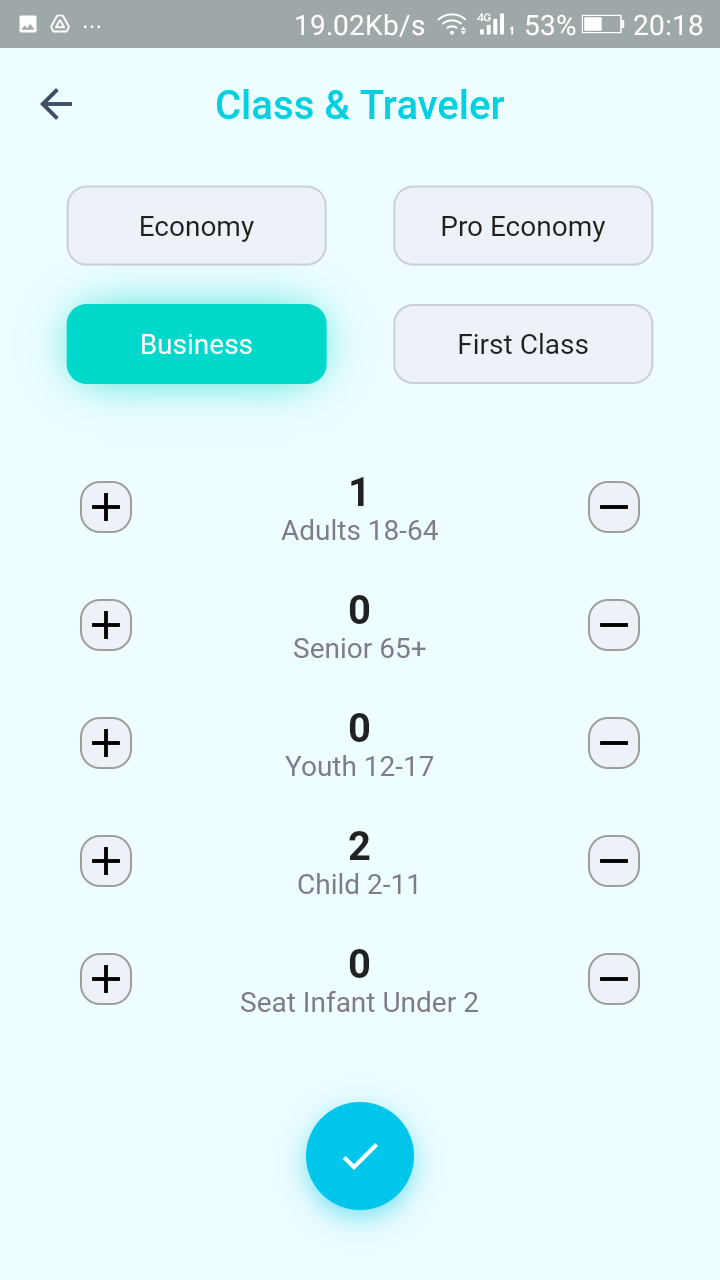 19.02Kb/s 4G 53% 20:18
Class & Traveler
Economy
Pro Economy
Business
First Class
1
Adults 18-64
0
Senior 65+
0
Youth 12-17
2
Child 2-11
0
Seat Infant Under 2